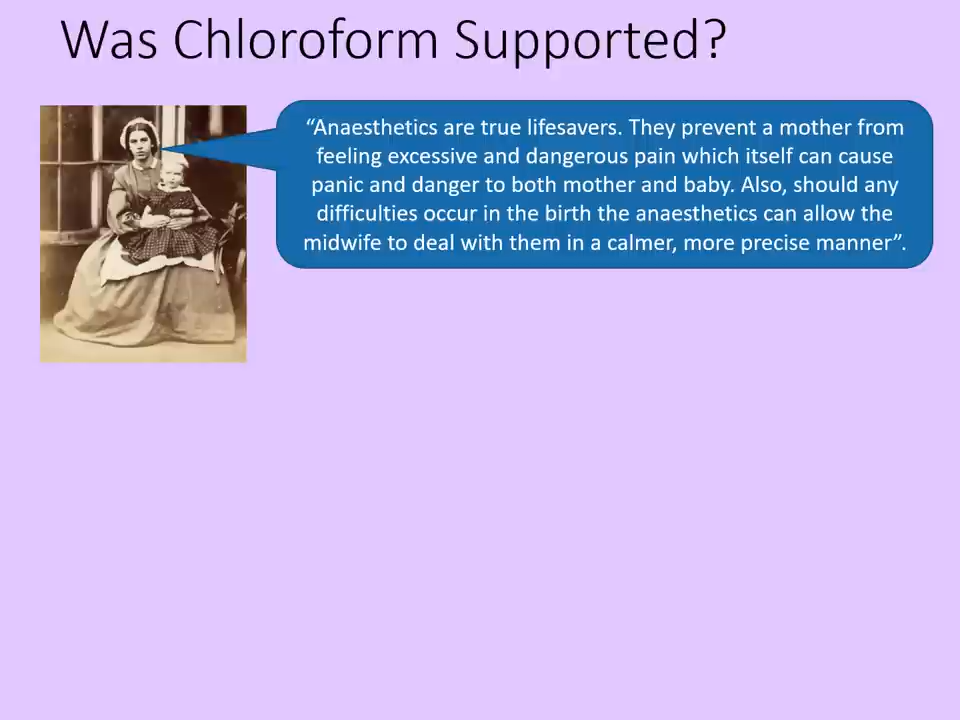 Was Chloroform Supported?
“Anaesthetics are true lifesavers. They prevent a mother from
feeling excessive and dangerous pain which itself can cause
panic and danger to both mother and baby. Also, should any
difficulties occur in the birth the anaesthetics can allow the
midwife to deal with them in a calmer, more precise manner”.